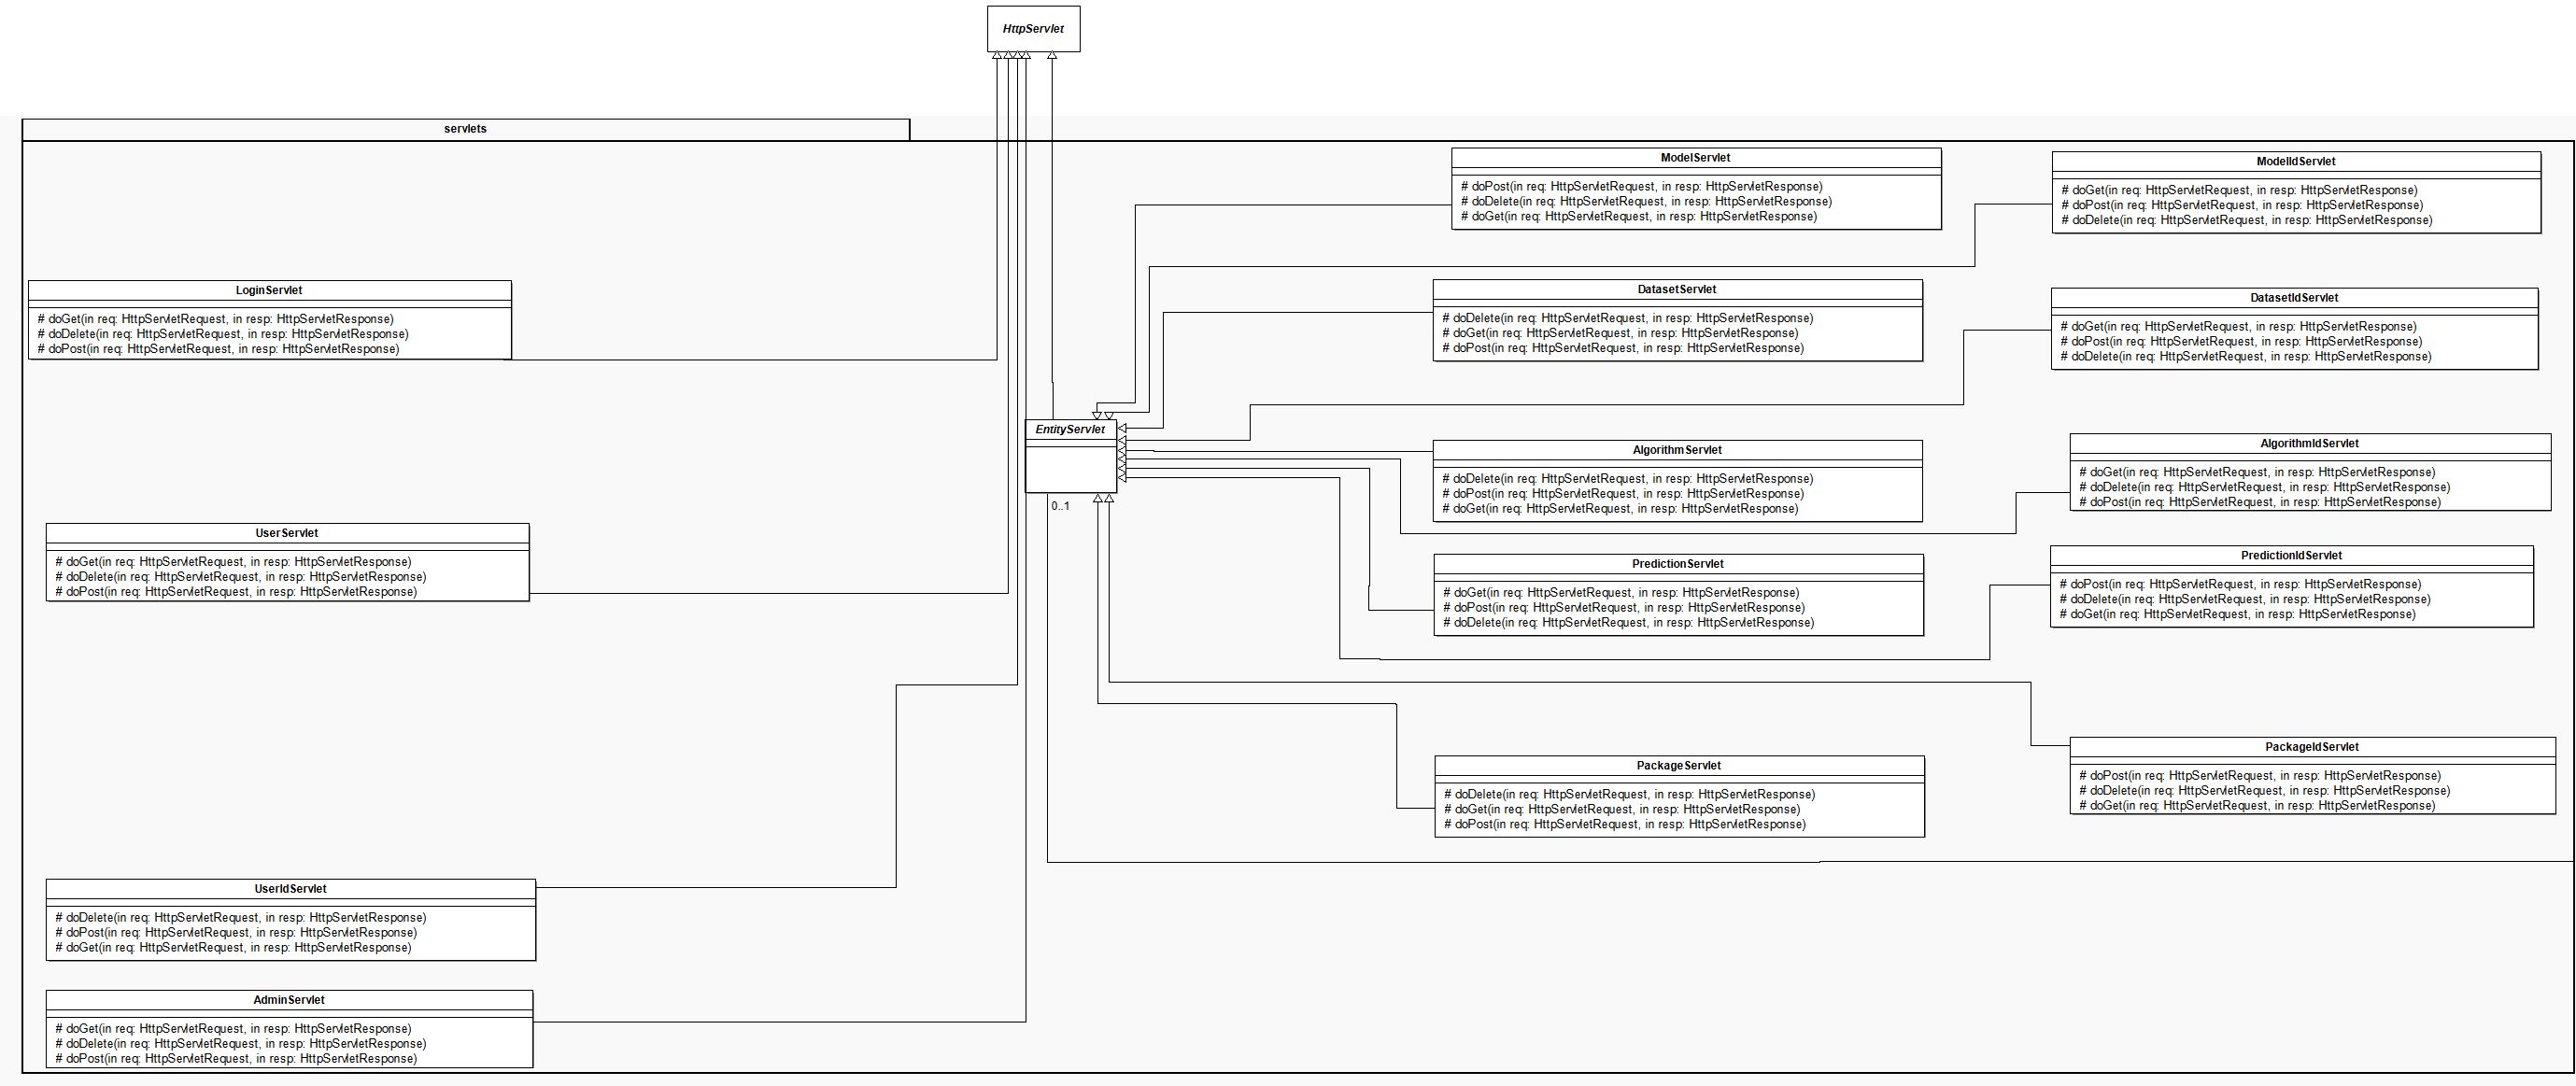 HttpServlet
servlets
ModelServlet
# doPost(in req: HttpServletRequest, in resp: HttpServletResponse)
# doDelete(in req: HttpServletRequest, in resp: HttpServletResponse)
# doGet(in req: HttpServletRequest, in resp: HttpServletResponse)
ModelIdServlet
# doGet(in req: HttpServletRequest, in resp: HttpServletResponse)
# doPost(in req: HttpServletRequest, in resp: HttpServletResponse)
# doDelete(in req: HttpServletRequest, in resp: HttpServletResponse)
LoginServlet
# doGet(in req: HttpServletRequest, in resp: HttpServletResponse)
# doDelete(in req: HttpServletRequest, in resp: HttpServletResponse)
# doPost(in req: HttpServletRequest, in resp: HttpServletResponse)
DatasetServlet
# doDelete(in req: HttpServletRequest, in resp: HttpServletResponse)
# doGet(in req: HttpServletRequest, in resp: HttpServletResponse)
# doPost(in req: HttpServletRequest, in resp: HttpServletResponse)
DatasetIdServlet
# doGet(in req: HttpServletRequest, in resp: HttpServletResponse)
# doPost(in req: HttpServletRequest, in resp: HttpServletResponse)
# doDelete(in req: HttpServletRequest, in resp: HttpServletResponse)
EntityServlet
0..1
AlgorithmServlet
# doDelete(in req: HttpServletRequest, in resp: HttpServletResponse)
# doPost(in req: HttpServletRequest, in resp: HttpServletResponse)
# doGet(in req: HttpServletRequest, in resp: HttpServletResponse)
AlgorithmIdServlet
# doGet(in req: HttpServletRequest, in resp: HttpServletResponse)
# doDelete(in req: HttpServletRequest, in resp: HttpServletResponse)
# doPost(in req: HttpServletRequest, in resp: HttpServletResponse)
UserServlet
# doGet(in req: HttpServletRequest, in resp: HttpServletResponse)
# doDelete(in req: HttpServletRequest, in resp: HttpServletResponse)
# doPost(in req: HttpServletRequest, in resp: HttpServletResponse)
PredictionServlet
# doGet(in req: HttpServletRequest, in resp: HttpServletResponse)
# doPost(in req: HttpServletRequest, in resp: HttpServletResponse)
# doDelete(in req: HttpServletRequest, in resp: HttpServletResponse)
PredictionIdServlet
# doPost(in req: HttpServletRequest, in resp: HttpServletResponse)
# doDelete(in req: HttpServletRequest, in resp: HttpServletResponse)
# doGet(in req: HttpServletRequest, in resp: HttpServletResponse)
PackageServlet
# doDelete(in req: HttpServletRequest, in resp: HttpServletResponse)
# doGet(in req: HttpServletRequest, in resp: HttpServletResponse)
# doPost(in req: HttpServletRequest, in resp: HttpServletResponse)
PackageIdServlet
# doPost(in req: HttpServletRequest, in resp: HttpServletResponse)
# doDelete(in req: HttpServletRequest, in resp: HttpServletResponse)
# doGet(in req: HttpServletRequest, in resp: HttpServletResponse)
UserIdServlet
# doDelete(in req: HttpServletRequest, in resp: HttpServletResponse)
# doPost(in req: HttpServletRequest, in resp: HttpServletResponse)
# doGet(in req: HttpServletRequest, in resp: HttpServletResponse)
AdminServlet
# doGet(in req: HttpServletRequest, in resp: HttpServletResponse)
# doDelete(in req: HttpServletRequest, in resp: HttpServletResponse)
# doPost(in req: HttpServletRequest, in resp: HttpServletResponse)